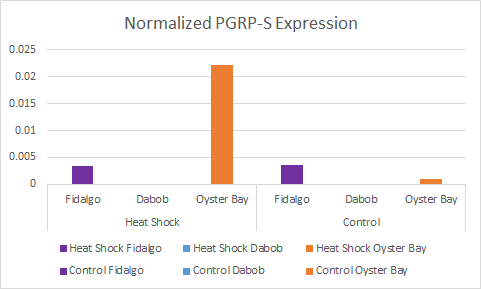 Normalized PGRP-S Expression
0.025
0.02
0.015
0.01
0.005
0
Fidalgo Dabob Oyster Bay Fidalgo Dabob Oyster Bay
Heat Shock Control
Heat Shock Fidalgo Heat Shock Dabob Heat Shock Oyster Bay
Control Fidalgo Control Dabob Control Oyster Bay